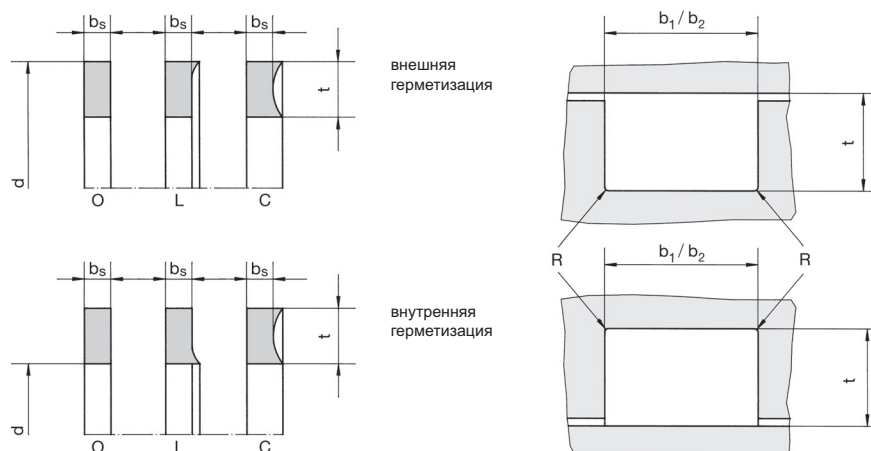 bs bs bs
b1 / b2
внешняя
герметизация
t
t
d
O L C
R R
bs bs bs
b1 / b2
внутренняя
герметизация
t
t
d
O L C